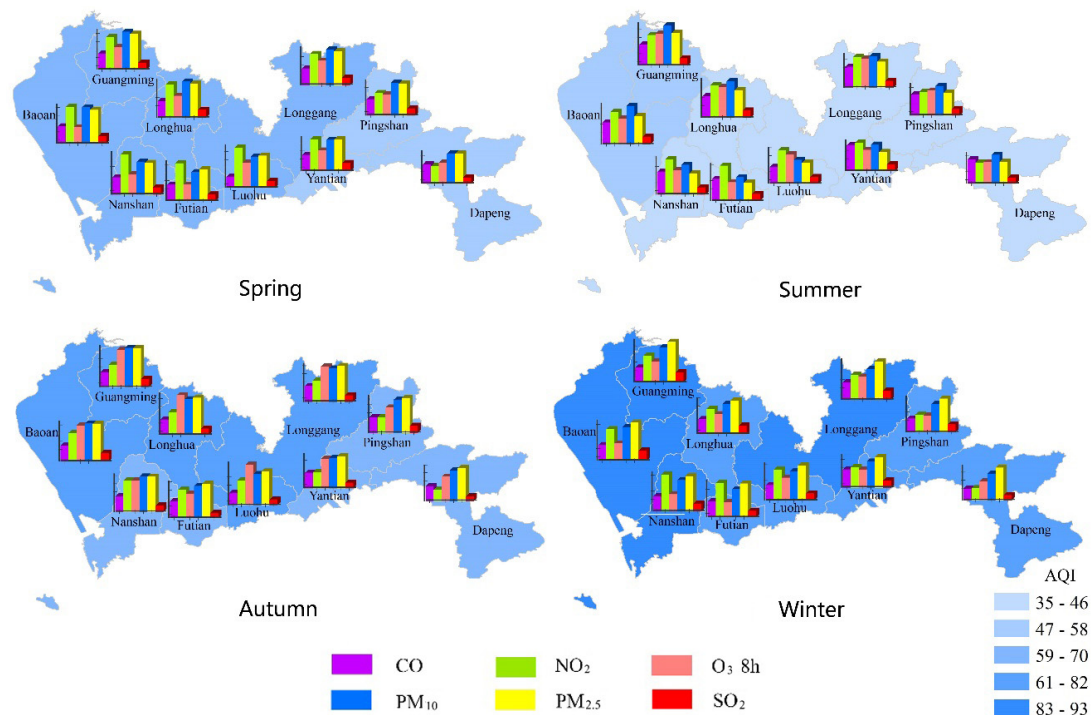 Guangming
Baoan
Longhua
Longgang
Pingshan
Nanshan
Futian
Luohu
Yantian
Dapeng
Spring
Guangming
Baoan
Longhua
Longgang
Pingshan
Nanshan
Futian
Luohu
Yantian
Dapeng
Summer
Guangming
Baoan
Longhua
Longgang
Pingshan
Nanshan
Futian
Luohu
Yantian
Dapeng
Autumn
Guangming
Baoan
Longhua
Longgang
Pingshan
Nanshan
Futian
Luohu
Yantian
Dapeng
Winter
AQI
35 - 46
47 - 58
59 - 70
61 - 82
83 - 93
CO
NO₂
O₃ 8h
PM₁₀
PM₂.₅
SO₂